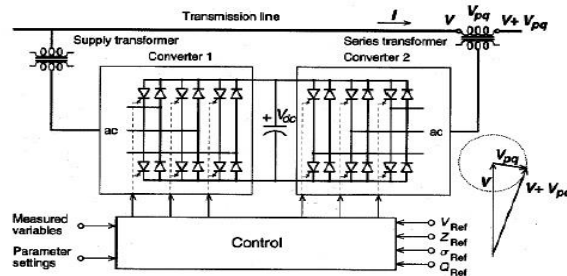 Transmission line
I
V
Vpq
V+ Vpq
Supply transformer
Series transformer
Converter 1
Converter 2
ac
+
Vdc
ac
Vpq
V
V+ Vpq
Measured
variables
Parameter
settings
Control
VRef
ZRef
σRef
QRef